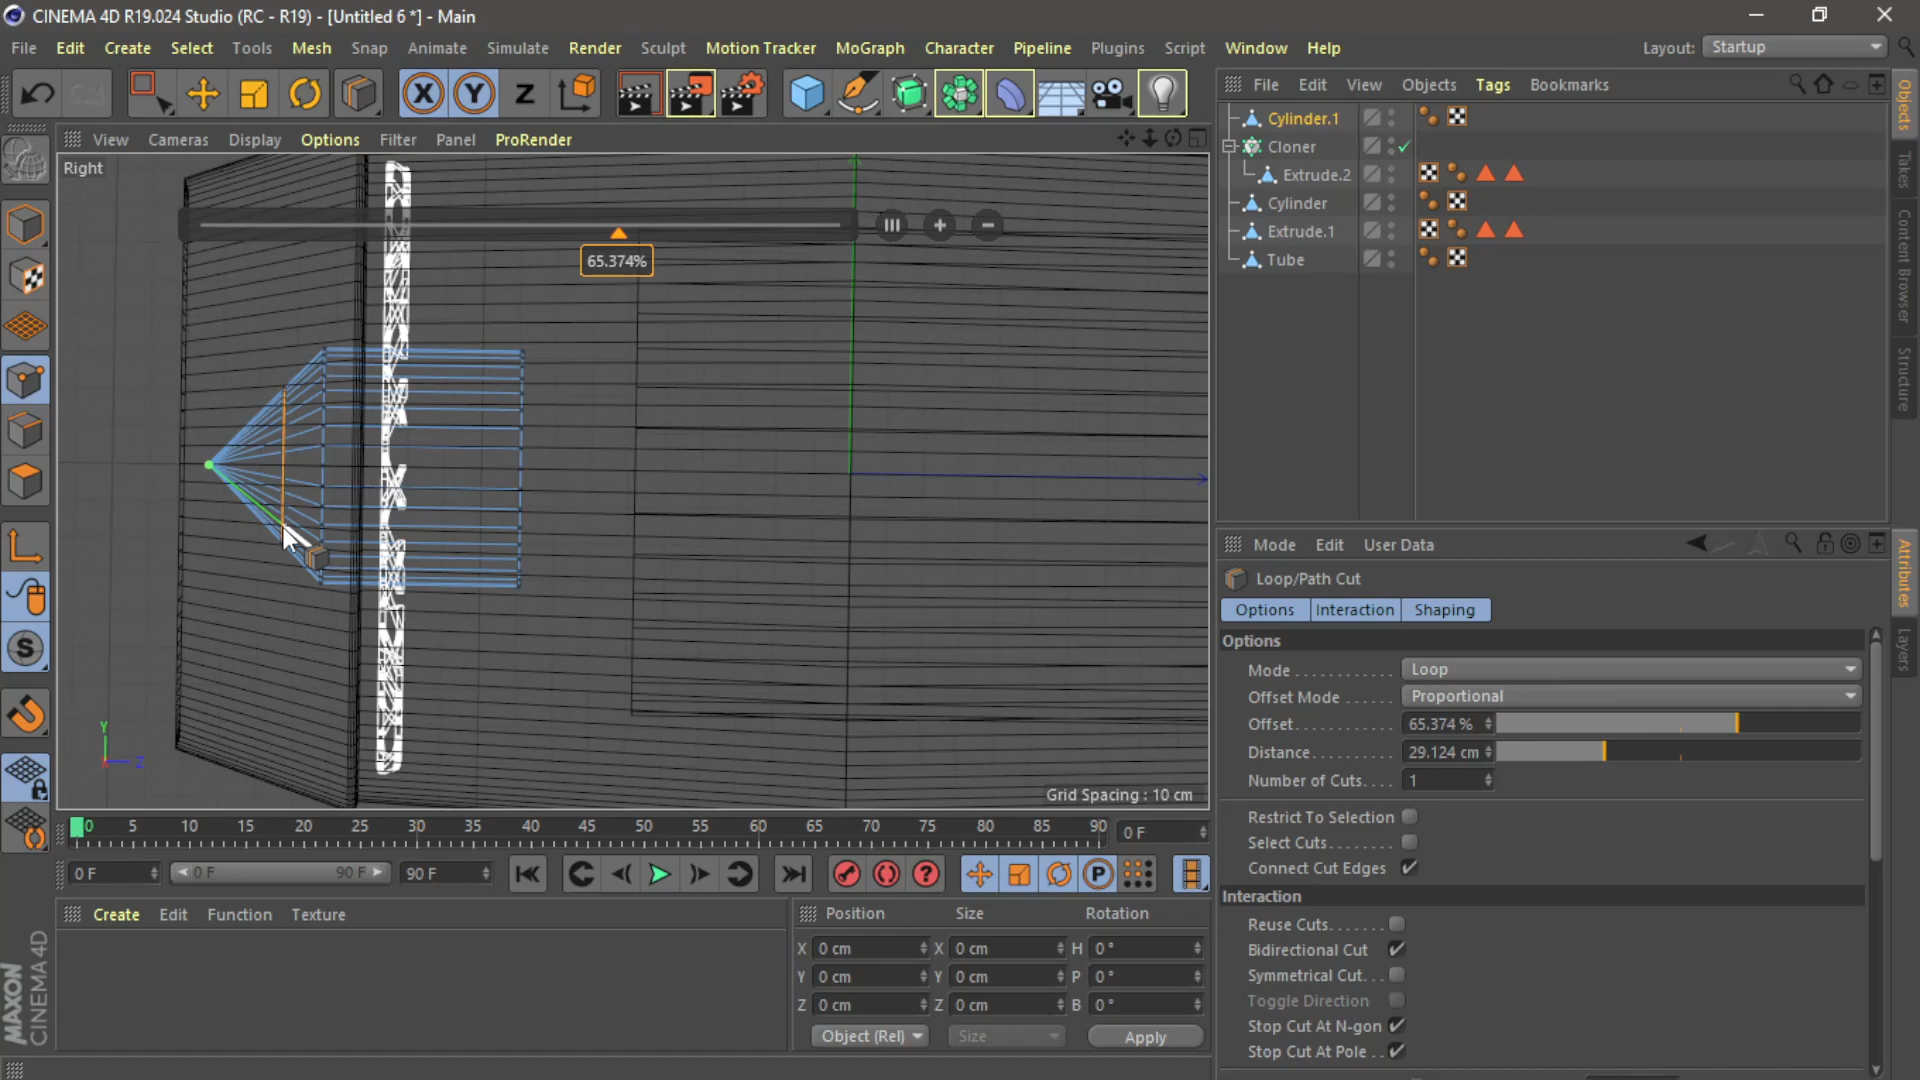 CINEMA 4D R19.024 Studio (RC - R19) - [Untitled 6 *] - Main
File Edit Create Select Tools Mesh Snap Animate Simulate Render Sculpt Motion Tracker MoGraph Character Pipeline Plugins Script Window Help Layout: Startup
X Y Z
File Edit View Objects Tags Bookmarks
View Cameras Display Options Filter Panel ProRender
Right
65.374%
Cylinder.1
Cloner
Extrude.2
Cylinder
Extrude.1
Tube
Objects
Takes
Content Browser
Structure
Mode Edit User Data
Loop/Path Cut
Options Interaction Shaping
Options
Mode . . . . . . . . . . . . Loop
Offset Mode . . . . . . Proportional
Offset. . . . . . . . . . . 65.374 %
Distance. . . . . . . . . . 29.124 cm
Number of Cuts. . . . 1
Restrict To Selection
Select Cuts. . . . . . . .
Connect Cut Edges
Interaction
Reuse Cuts. . . . . . .
Bidirectional Cut
Symmetrical Cut. . .
Toggle Direction
Stop Cut At N-gon
Stop Cut At Pole . .
Attributes
Layers
Y
X Z
Grid Spacing : 10 cm
0 5 10 15 20 25 30 35 40 45 50 55 60 65 70 75 80 85 90 0 F
0 F 0 F 90 F 90 F
P
S
Create Edit Function Texture
Position Size Rotation
X 0 cm X 0 cm H 0 °
Y 0 cm Y 0 cm P 0 °
Z 0 cm Z 0 cm B 0 °
Object (Rel) Size Apply
MAXON
CINEMA 4D